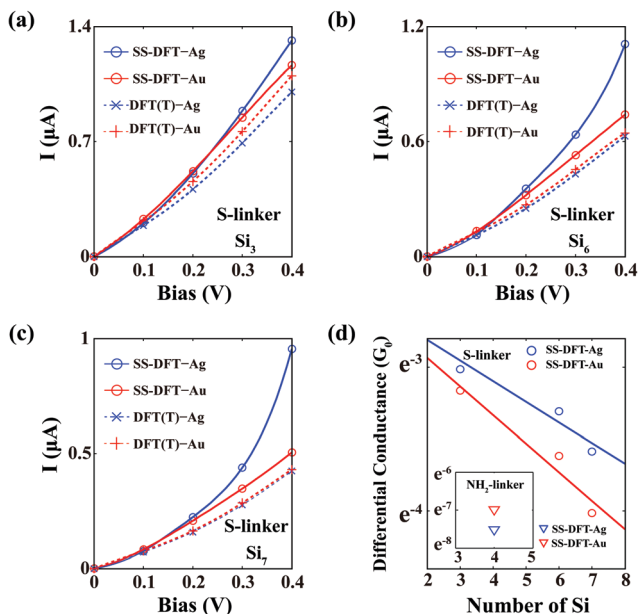 (a)
1.4
0.7
0
I (μA)
SS-DFT-Ag
SS-DFT-Au
DFT(T)-Ag
DFT(T)-Au
S-linker
Si3
0 0.1 0.2 0.3 0.4
Bias (V)
(b)
1.2
0.6
0
I (μA)
SS-DFT-Ag
SS-DFT-Au
DFT(T)-Ag
DFT(T)-Au
S-linker
Si6
0 0.1 0.2 0.3 0.4
Bias (V)
(c)
1
0.5
0
I (μA)
SS-DFT-Ag
SS-DFT-Au
DFT(T)-Ag
DFT(T)-Au
S-linker
Si7
0 0.1 0.2 0.3 0.4
Bias (V)
(d)
Differential Conductance (G0)
e-3
e-4
S-linker
SS-DFT-Ag
SS-DFT-Au
e-6
e-7
e-8
NH2-linker
3 4 5
SS-DFT-Ag
SS-DFT-Au
2 3 4 5 6 7 8
Number of Si